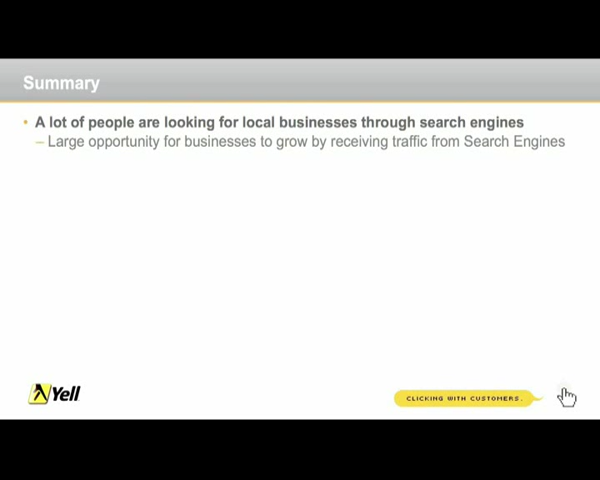 Summary
• A lot of people are looking for local businesses through search engines
– Large opportunity for businesses to grow by receiving traffic from Search Engines
Yell
CLICKING WITH CUSTOMERS.